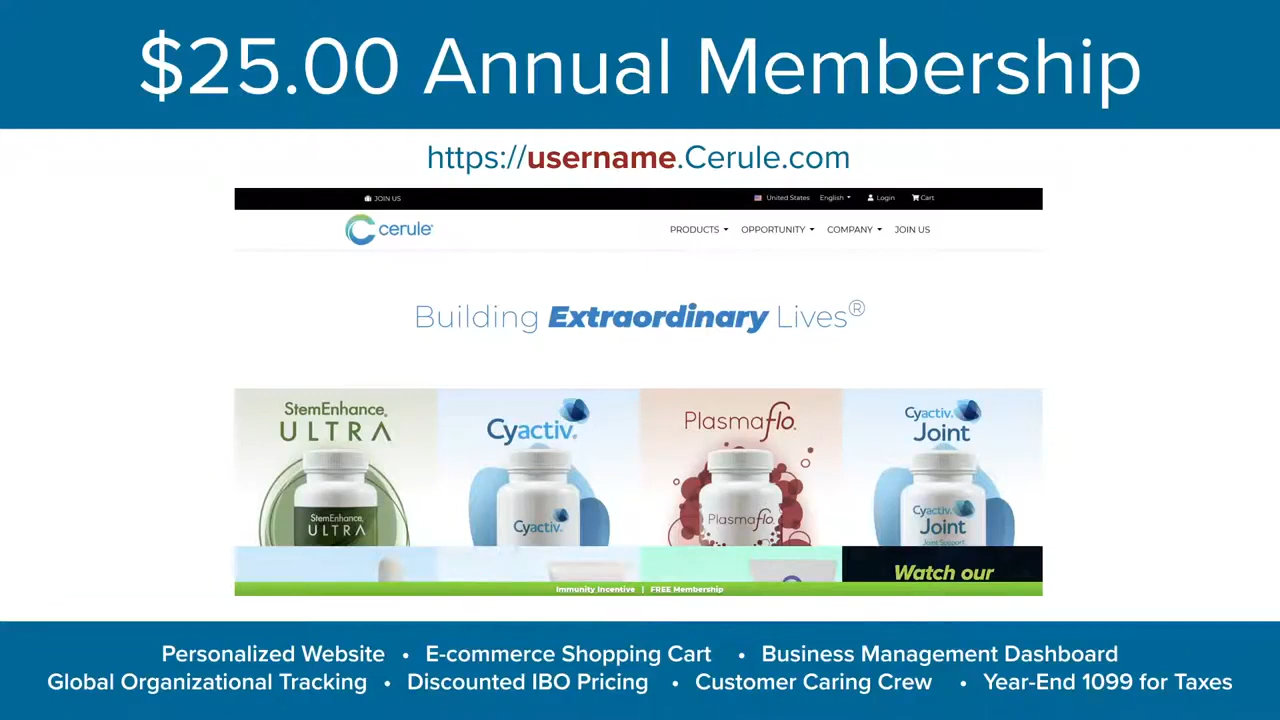 $25.00 Annual Membership
https://username.Cerule.com
JOIN US
United States English Login Cart
cerule
PRODUCTS OPPORTUNITY COMPANY JOIN US
Building Extraordinary Lives®
StemEnhance® ULTRA
Cyactiv®
Plasmaflo®
Cyactiv® Joint
StemEnhance® ULTRA
Cyactiv
Plasmaflo
Cyactiv Joint
Joint Support
Watch our
Immunity Incentive | FREE Membership
Personalized Website • E-commerce Shopping Cart • Business Management Dashboard
Global Organizational Tracking • Discounted IBO Pricing • Customer Caring Crew • Year-End 1099 for Taxes